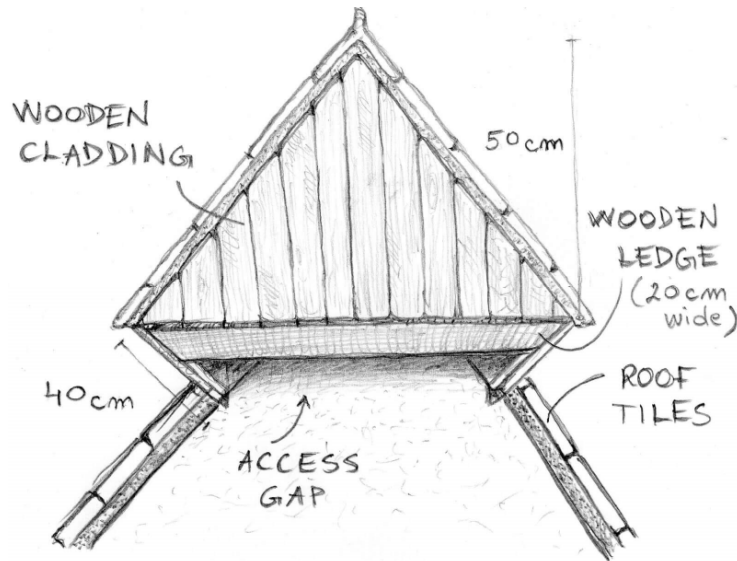 WOODEN
CLADDING
50cm
WOODEN
LEDGE
(20cm
wide)
40cm
ROOF
TILES
ACCESS
GAP